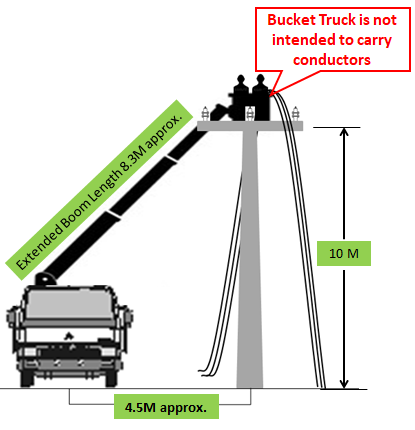 Bucket Truck is not
intended to carry
conductors
Extended Boom Length 8.3M approx.
10 M
4.5M approx.